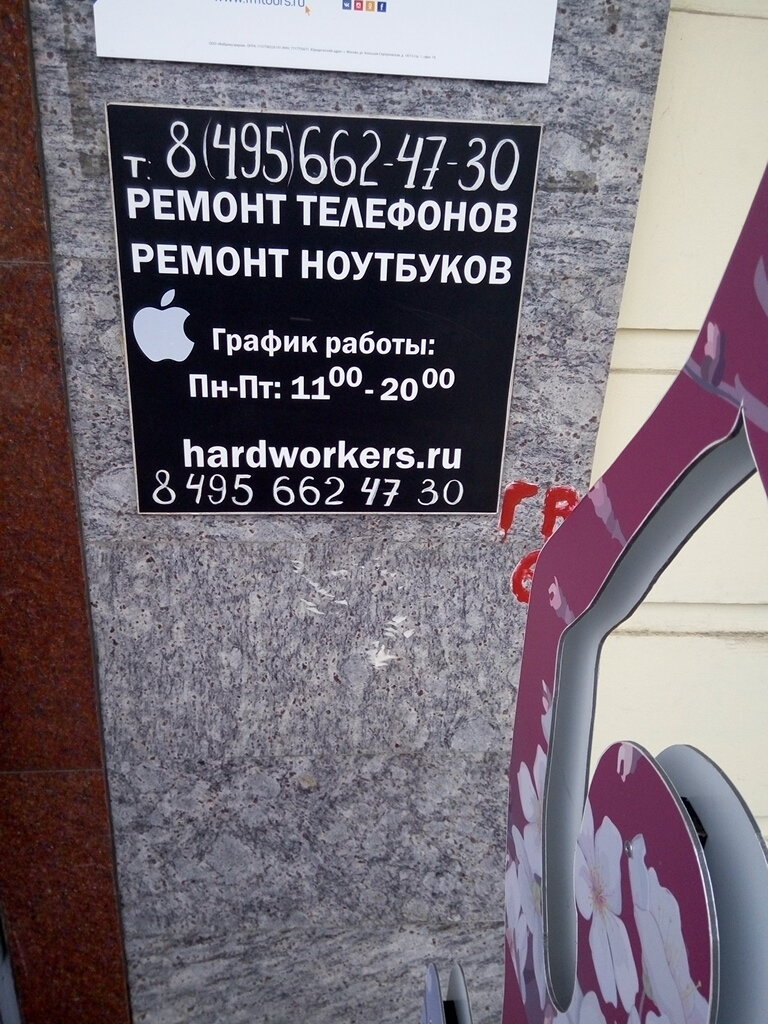 т. 8(495)662-47-30
РЕМОНТ ТЕЛЕФОНОВ
РЕМОНТ НОУТБУКОВ
График работы:
Пн-Пт: 11⁰⁰-20⁰⁰
hardworkers.ru
8 495 662 47 30